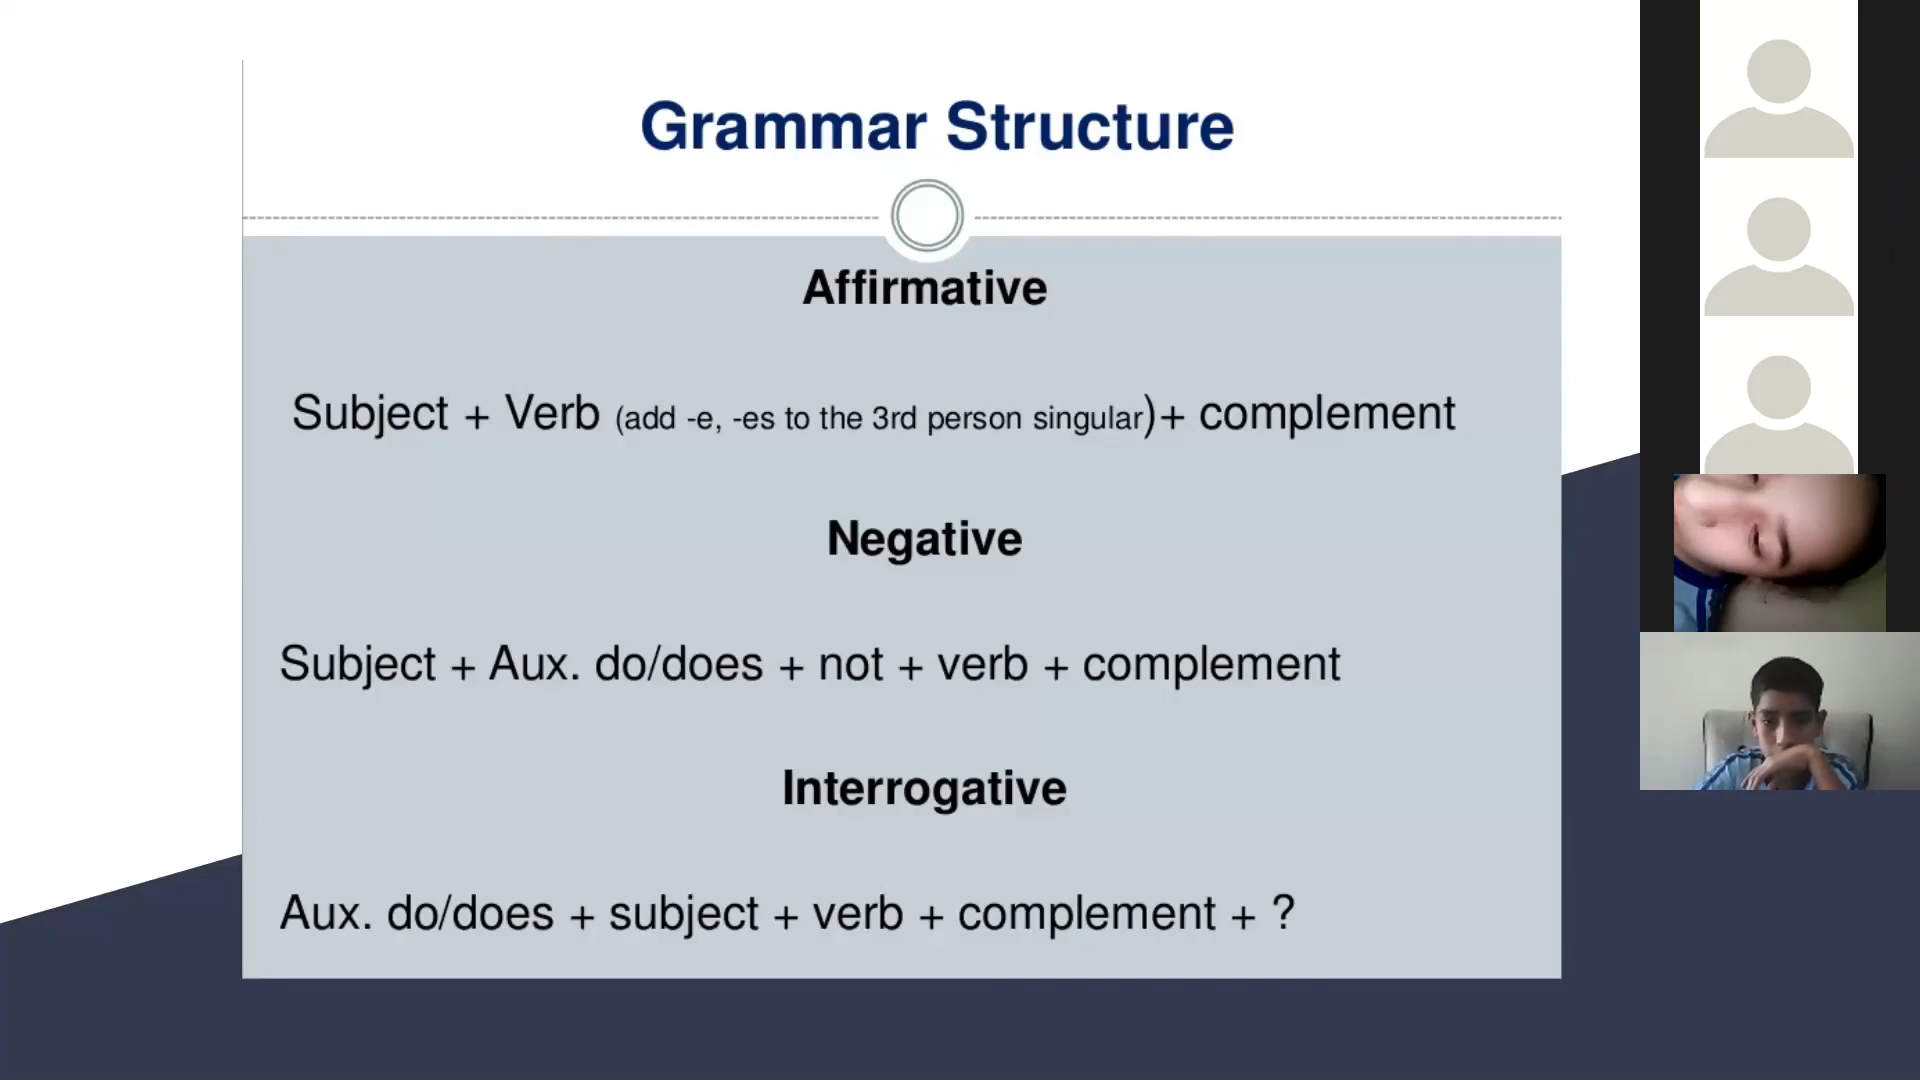 Grammar Structure
Affirmative
Subject + Verb (add -e, -es to the 3rd person singular)+ complement
Negative
Subject + Aux. do/does + not + verb + complement
Interrogative
Aux. do/does + subject + verb + complement + ?